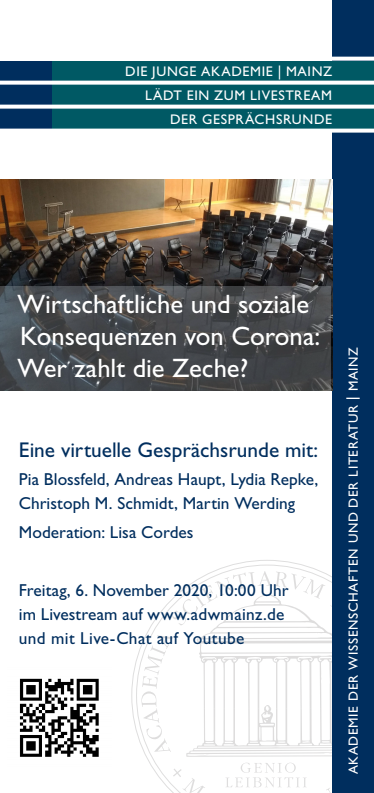 DIE JUNGE AKADEMIE | MAINZ
LÄDT EIN ZUM LIVESTREAM
DER GESPRÄCHSRUNDE
Wirtschaftliche und soziale
Konsequenzen von Corona:
Wer zahlt die Zeche?
Eine virtuelle Gesprächsrunde mit:
Pia Blossfeld, Andreas Haupt, Lydia Repke,
Christoph M. Schmidt, Martin Werding
Moderation: Lisa Cordes
Freitag, 6. November 2020, 10:00 Uhr
im Livestream auf www.adwmainz.de
und mit Live-Chat auf Youtube
AKADEMIE DER WISSENSCHAFTEN UND DER LITERATUR | MAINZ
GENIO
LEIBNITII